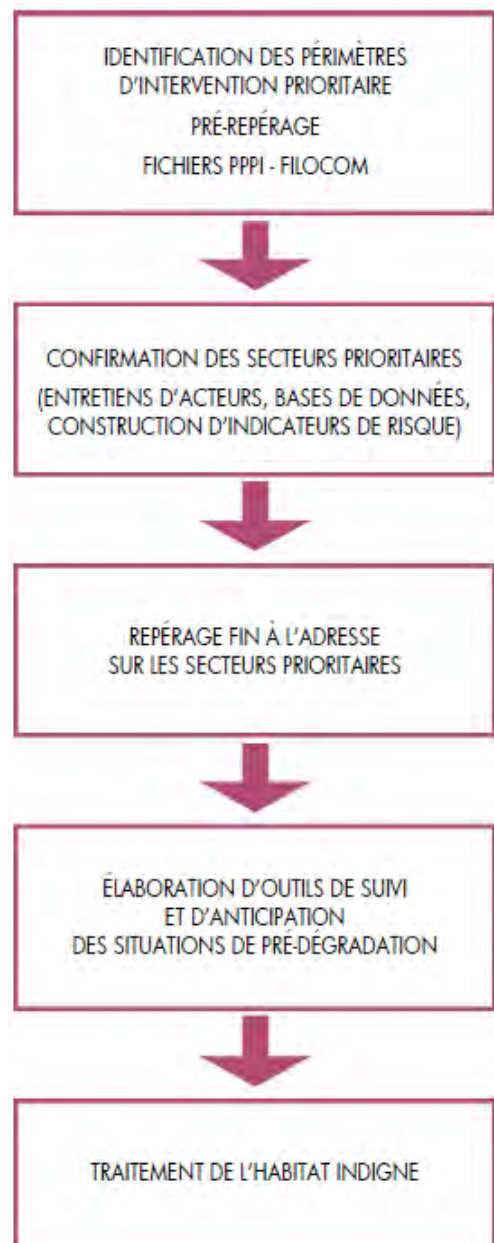 IDENTIFICATION DES PÉRIMÈTRES
D'INTERVENTION PRIORITAIRE
PRÉ-REPÉRAGE
FICHIERS PPPI - FILOCOM
CONFIRMATION DES SECTEURS PRIORITAIRES
(ENTRETIENS D'ACTEURS, BASES DE DONNÉES,
CONSTRUCTION D'INDICATEURS DE RISQUE)
REPÉRAGE FIN À L'ADRESSE
SUR LES SECTEURS PRIORITAIRES
ÉLABORATION D'OUTILS DE SUIVI
ET D'ANTICIPATION
DES SITUATIONS DE PRÉ-DÉGRADATION
TRAITEMENT DE L'HABITAT INDIGNE